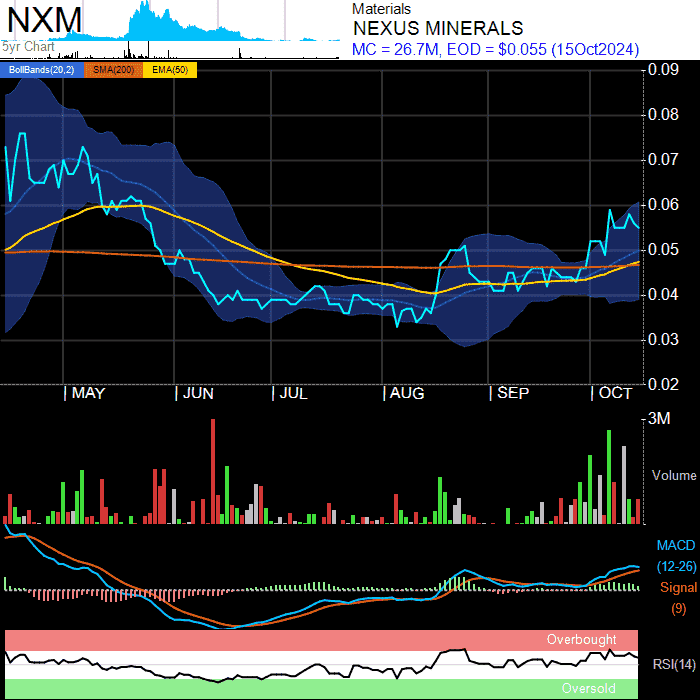 NXM
5yr Chart
Materials
NEXUS MINERALS
MC = 26.7M, EOD = $0.055 (15Oct2024)
BollBands(20,2) SMA(200) EMA(50)
0.09
0.08
0.07
0.06
0.05
0.04
0.03
0.02
MAY JUN JUL AUG SEP OCT
3M
Volume
MACD
(12-26)
Signal
(9)
Overbought
RSI(14)
Oversold